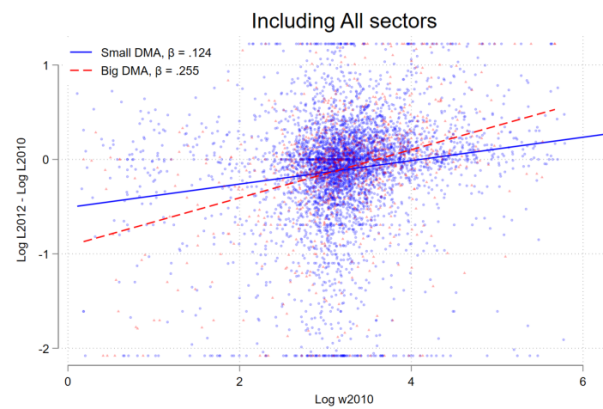 Including All sectors
Small DMA, β = .124
Big DMA, β = .255
Log L2012 - Log L2010
1
0
-1
-2
0
2
4
6
Log w2010